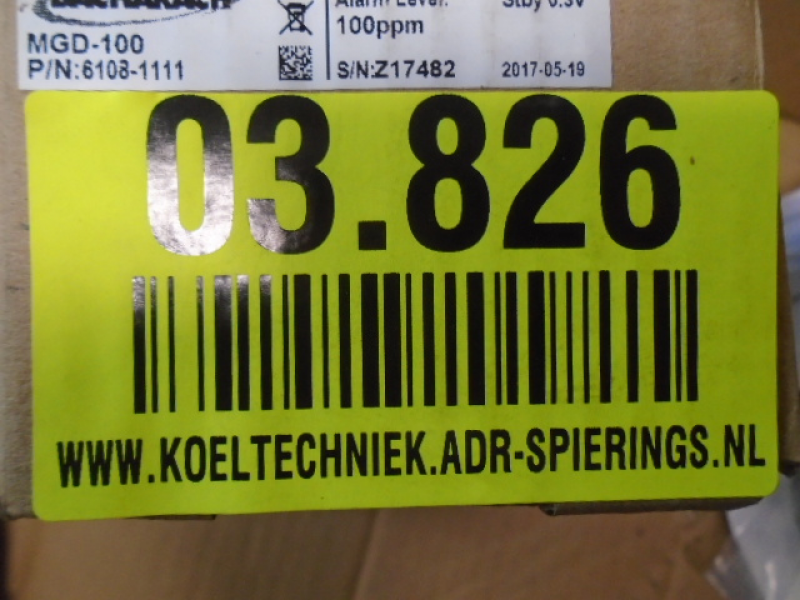 BACHARACH
Alarm Level: Stby 0.3V
MGD-100 100ppm
P/N:6108-1111 S/N:Z17482 2017-05-19
03.826
WWW.KOELTECHNIEK.ADR-SPIERINGS.NL